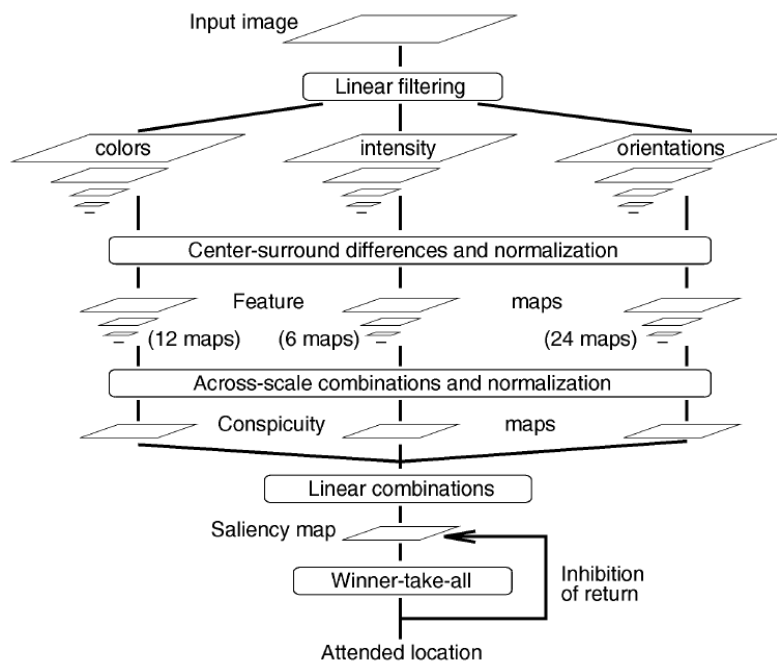 Input image
Linear filtering
colors
intensity
orientations
Center-surround differences and normalization
Feature maps
(12 maps)
(6 maps)
(24 maps)
Across-scale combinations and normalization
Conspicuity maps
Linear combinations
Saliency map
Winner-take-all
Inhibition
of return
Attended location